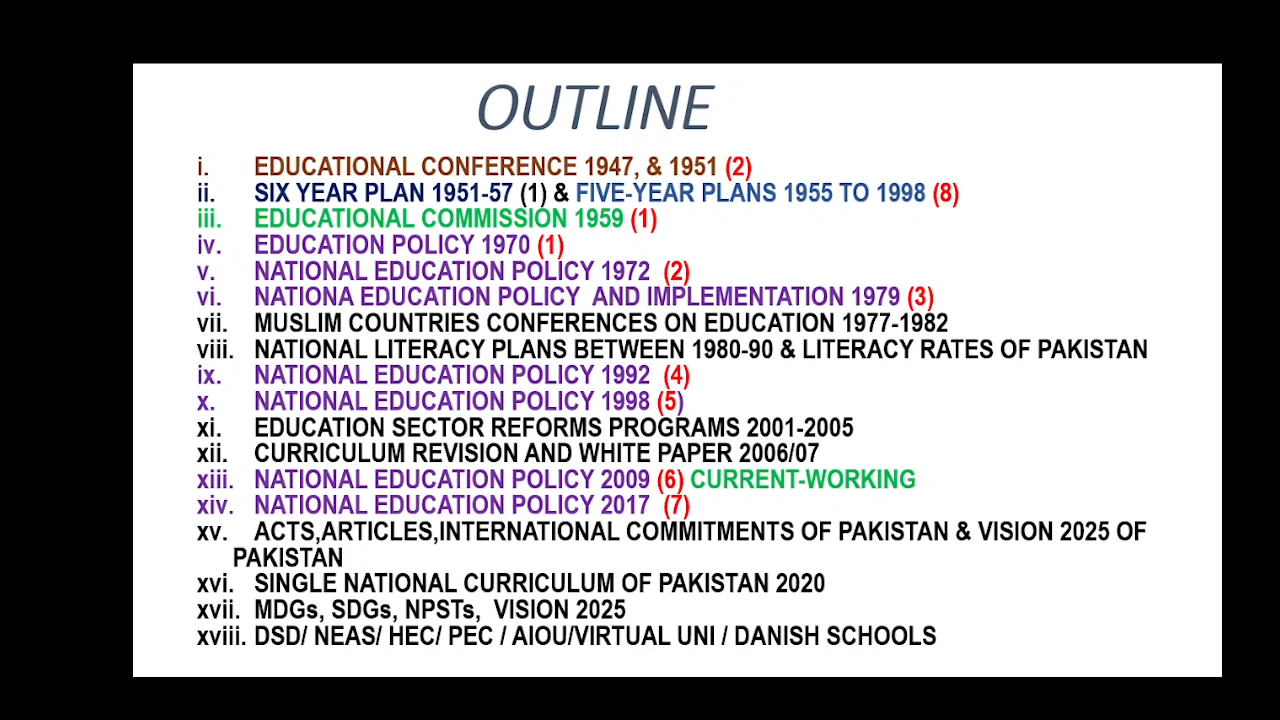 OUTLINE
i. EDUCATIONAL CONFERENCE 1947, & 1951 (2)
ii. SIX YEAR PLAN 1951-57 (1) & FIVE-YEAR PLANS 1955 TO 1998 (8)
iii. EDUCATIONAL COMMISSION 1959 (1)
iv. EDUCATION POLICY 1970 (1)
v. NATIONAL EDUCATION POLICY 1972 (2)
vi. NATIONA EDUCATION POLICY AND IMPLEMENTATION 1979 (3)
vii. MUSLIM COUNTRIES CONFERENCES ON EDUCATION 1977-1982
viii. NATIONAL LITERACY PLANS BETWEEN 1980-90 & LITERACY RATES OF PAKISTAN
ix. NATIONAL EDUCATION POLICY 1992 (4)
x. NATIONAL EDUCATION POLICY 1998 (5)
xi. EDUCATION SECTOR REFORMS PROGRAMS 2001-2005
xii. CURRICULUM REVISION AND WHITE PAPER 2006/07
xiii. NATIONAL EDUCATION POLICY 2009 (6) CURRENT-WORKING
xiv. NATIONAL EDUCATION POLICY 2017 (7)
xv. ACTS,ARTICLES,INTERNATIONAL COMMITMENTS OF PAKISTAN & VISION 2025 OF
PAKISTAN
xvi. SINGLE NATIONAL CURRICULUM OF PAKISTAN 2020
xvii. MDGs, SDGs, NPSTs, VISION 2025
xviii. DSD/ NEAS/ HEC/ PEC / AIOU/VIRTUAL UNI / DANISH SCHOOLS